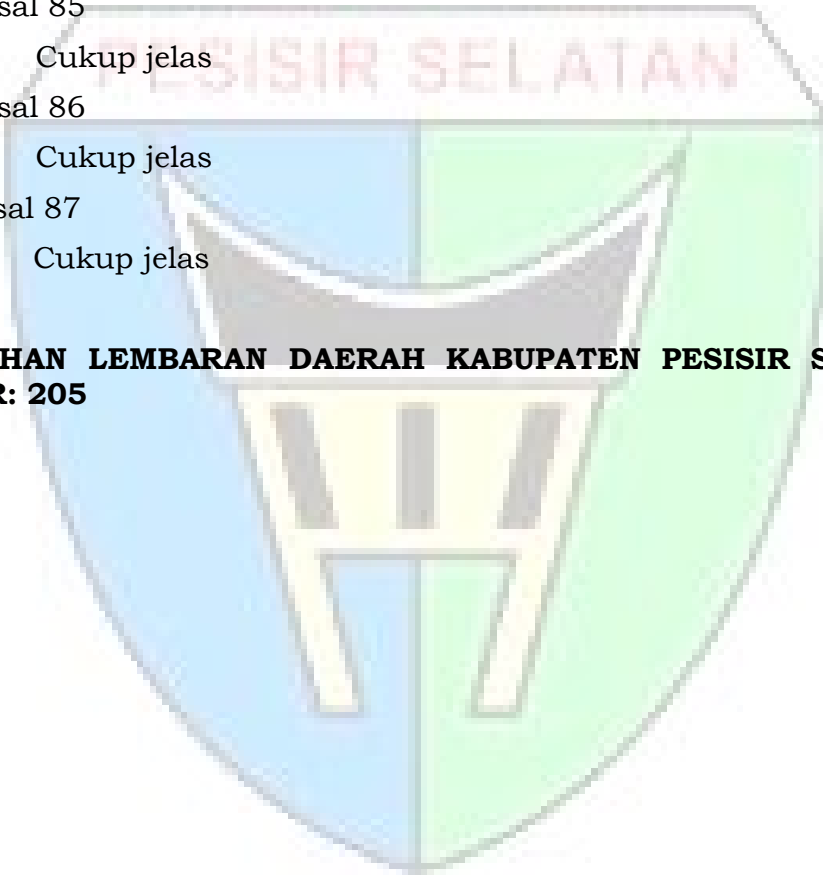 sal 85
PESISIR SELATAN
Cukup jelas
sal 86
Cukup jelas
sal 87
Cukup jelas
HAN LEMBARAN DAERAH KABUPATEN PESISIR S
R: 205